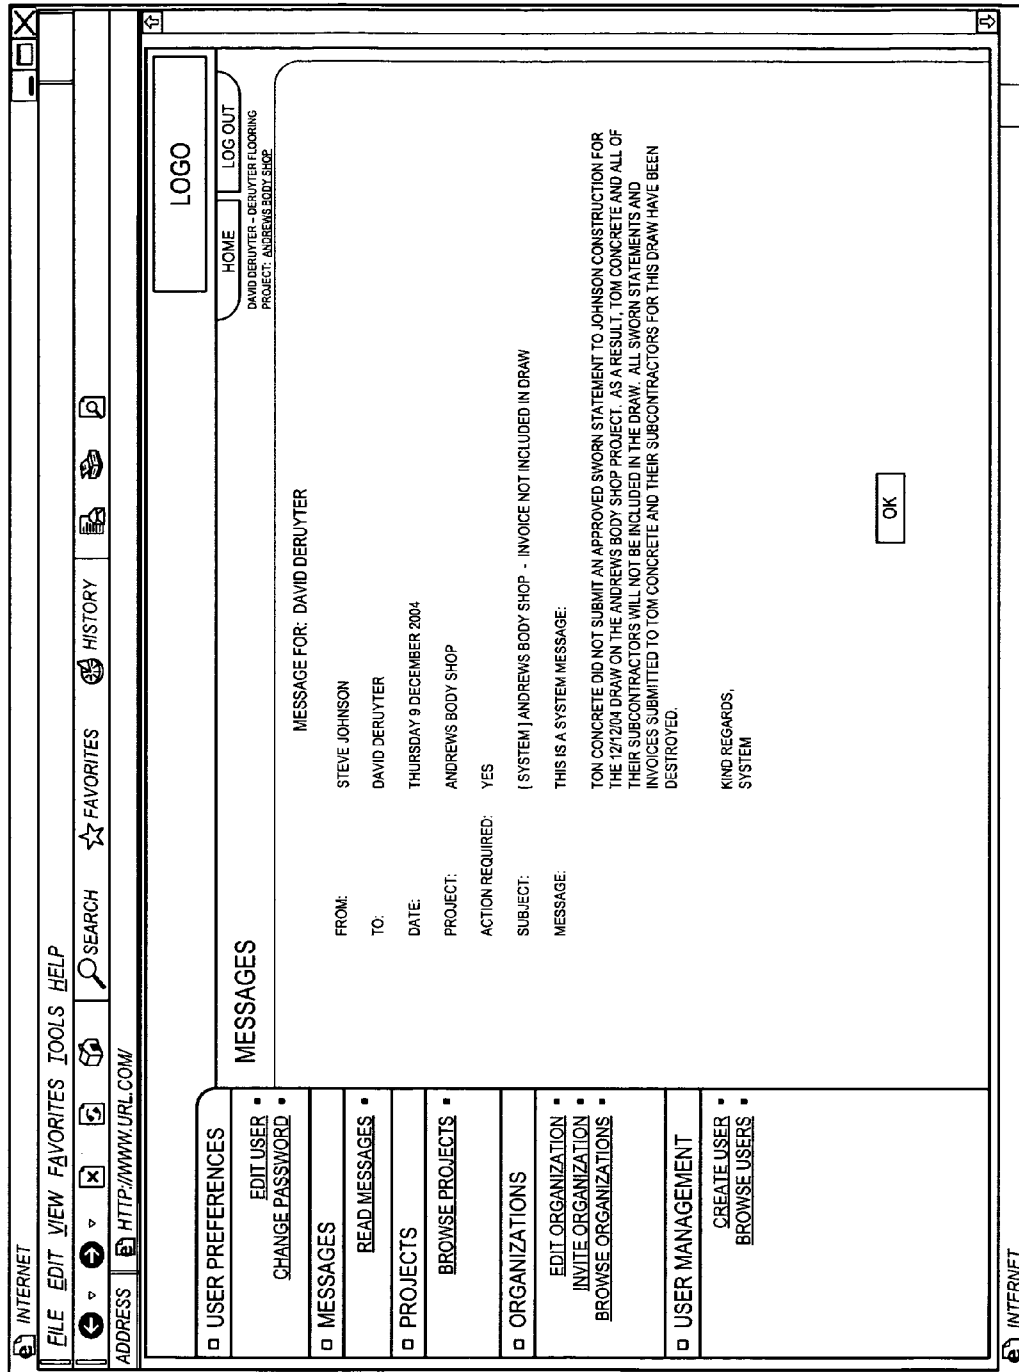 INTERNET
FILE EDIT VIEW FAVORITES TOOLS HELP
SEARCH FAVORITES HISTORY
ADDRESS HTTP://WWW.URL.COM/
LOGO
HOME LOG OUT
DAVID DERUYTER – DERUYTER FLOORING
PROJECT: ANDREWS BODY SHOP
USER PREFERENCES
EDIT USER
CHANGE PASSWORD
MESSAGES
READ MESSAGES
PROJECTS
BROWSE PROJECTS
ORGANIZATIONS
EDIT ORGANIZATION
INVITE ORGANIZATION
BROWSE ORGANIZATIONS
USER MANAGEMENT
CREATE USER
BROWSE USERS
MESSAGES
MESSAGE FOR: DAVID DERUYTER
FROM: STEVE JOHNSON
TO: DAVID DERUYTER
DATE: THURSDAY 9 DECEMBER 2004
PROJECT: ANDREWS BODY SHOP
ACTION REQUIRED: YES
SUBJECT: [ SYSTEM ] ANDREWS BODY SHOP - INVOICE NOT INCLUDED IN DRAW
MESSAGE: THIS IS A SYSTEM MESSAGE:
TON CONCRETE DID NOT SUBMIT AN APPROVED SWORN STATEMENT TO JOHNSON CONSTRUCTION FOR
THE 12/12/04 DRAW ON THE ANDREWS BODY SHOP PROJECT. AS A RESULT, TOM CONCRETE AND ALL OF
THEIR SUBCONTRACTORS WILL NOT BE INCLUDED IN THE DRAW. ALL SWORN STATEMENTS AND
INVOICES SUBMITTED TO TOM CONCRETE AND THEIR SUBCONTRACTORS FOR THIS DRAW HAVE BEEN
DESTROYED.
KIND REGARDS,
SYSTEM
OK
INTERNET